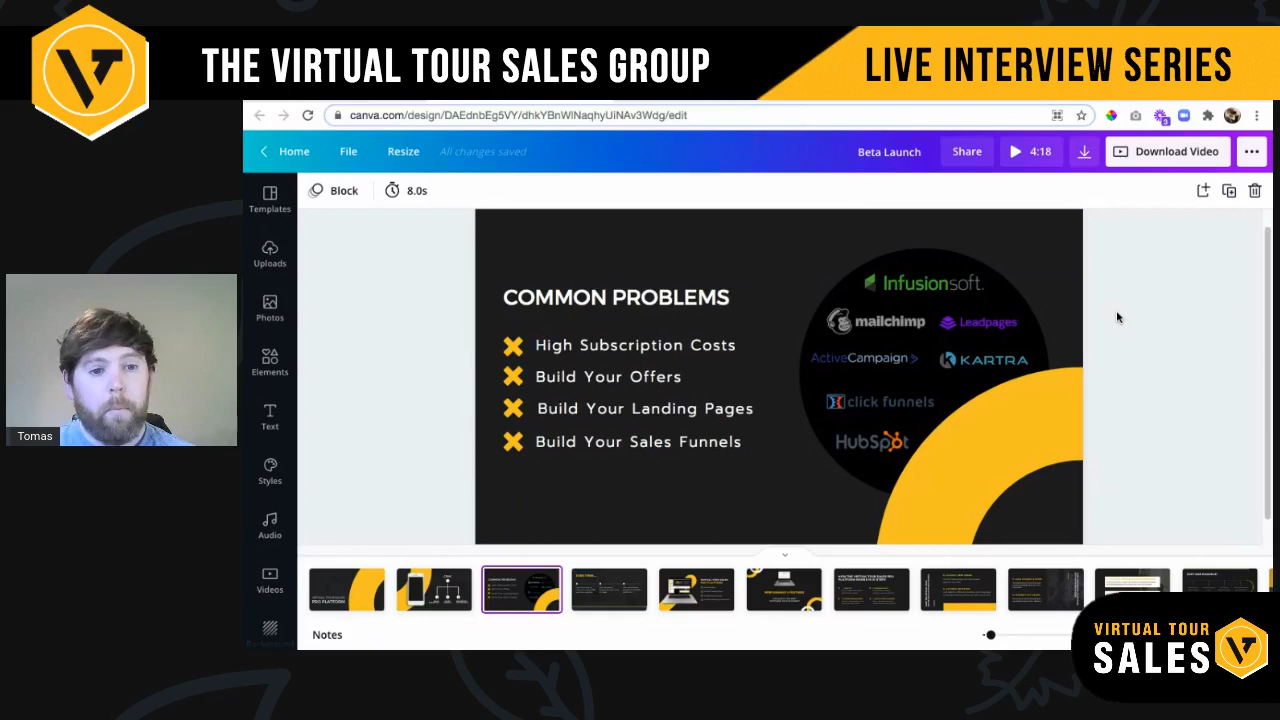 THE VIRTUAL TOUR SALES GROUP
LIVE INTERVIEW SERIES
canva.com/design/DAEdnbEg5VY/dhkYBnWlNaqhyUiNAv3Wdg/edit
Home
File
Resize
All changes saved
Beta Launch
Share
4:18
Download Video
Block
8.0s
Templates
Uploads
Photos
Elements
Text
Styles
Audio
Videos
COMMON PROBLEMS
High Subscription Costs
Build Your Offers
Build Your Landing Pages
Build Your Sales Funnels
Infusionsoft.
mailchimp
Leadpages
ActiveCampaign >
KARTRA
click funnels
HubSpot
Tomas
Notes
VIRTUAL TOUR
SALES